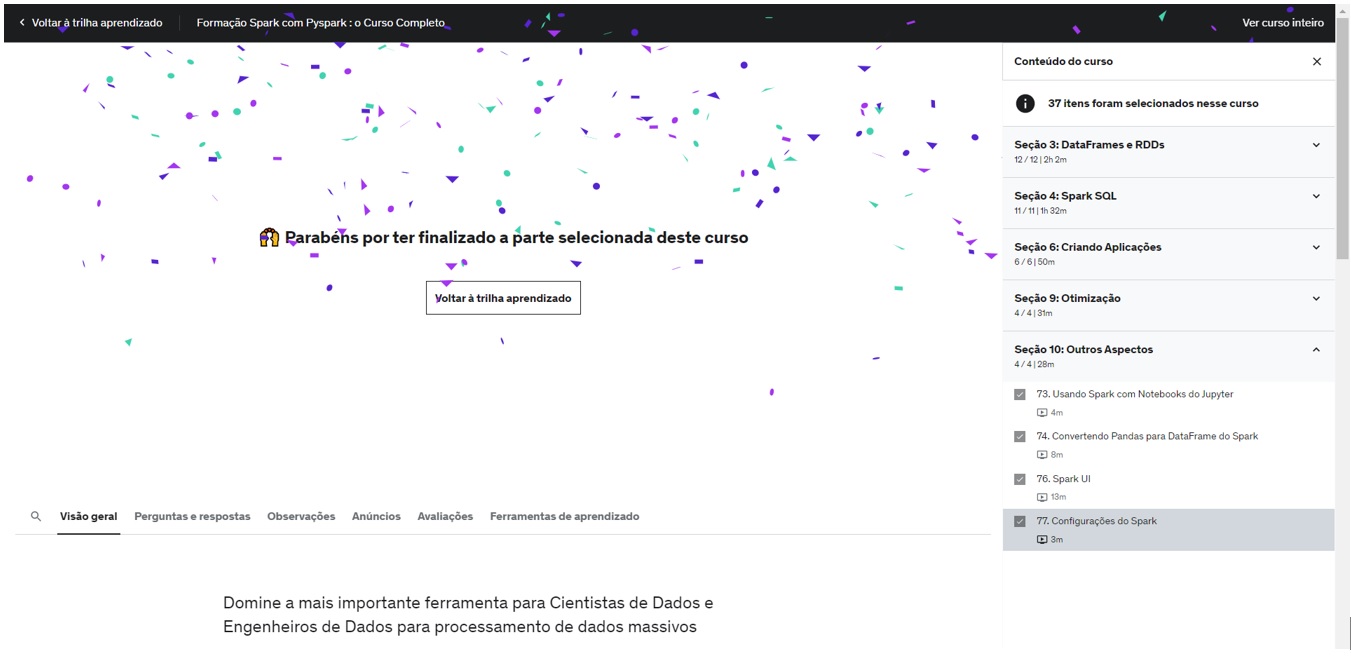 Voltar à trilha aprendizado
Formação Spark com Pyspark : o Curso Completo
Ver curso inteiro
Parabéns por ter finalizado a parte selecionada deste curso
Voltar à trilha aprendizado
Visão geral
Perguntas e respostas
Observações
Anúncios
Avaliações
Ferramentas de aprendizado
Domine a mais importante ferramenta para Cientistas de Dados e
Engenheiros de Dados para processamento de dados massivos
Conteúdo do curso
37 itens foram selecionados nesse curso
Seção 3: DataFrames e RDDs
12 / 12 | 2h 2m
Seção 4: Spark SQL
11 / 11 | 1h 32m
Seção 6: Criando Aplicações
6 / 6 | 50m
Seção 9: Otimização
4 / 4 | 31m
Seção 10: Outros Aspectos
4 / 4 | 28m
73. Usando Spark com Notebooks do Jupyter
4m
74. Convertendo Pandas para DataFrame do Spark
8m
76. Spark UI
13m
77. Configurações do Spark
3m